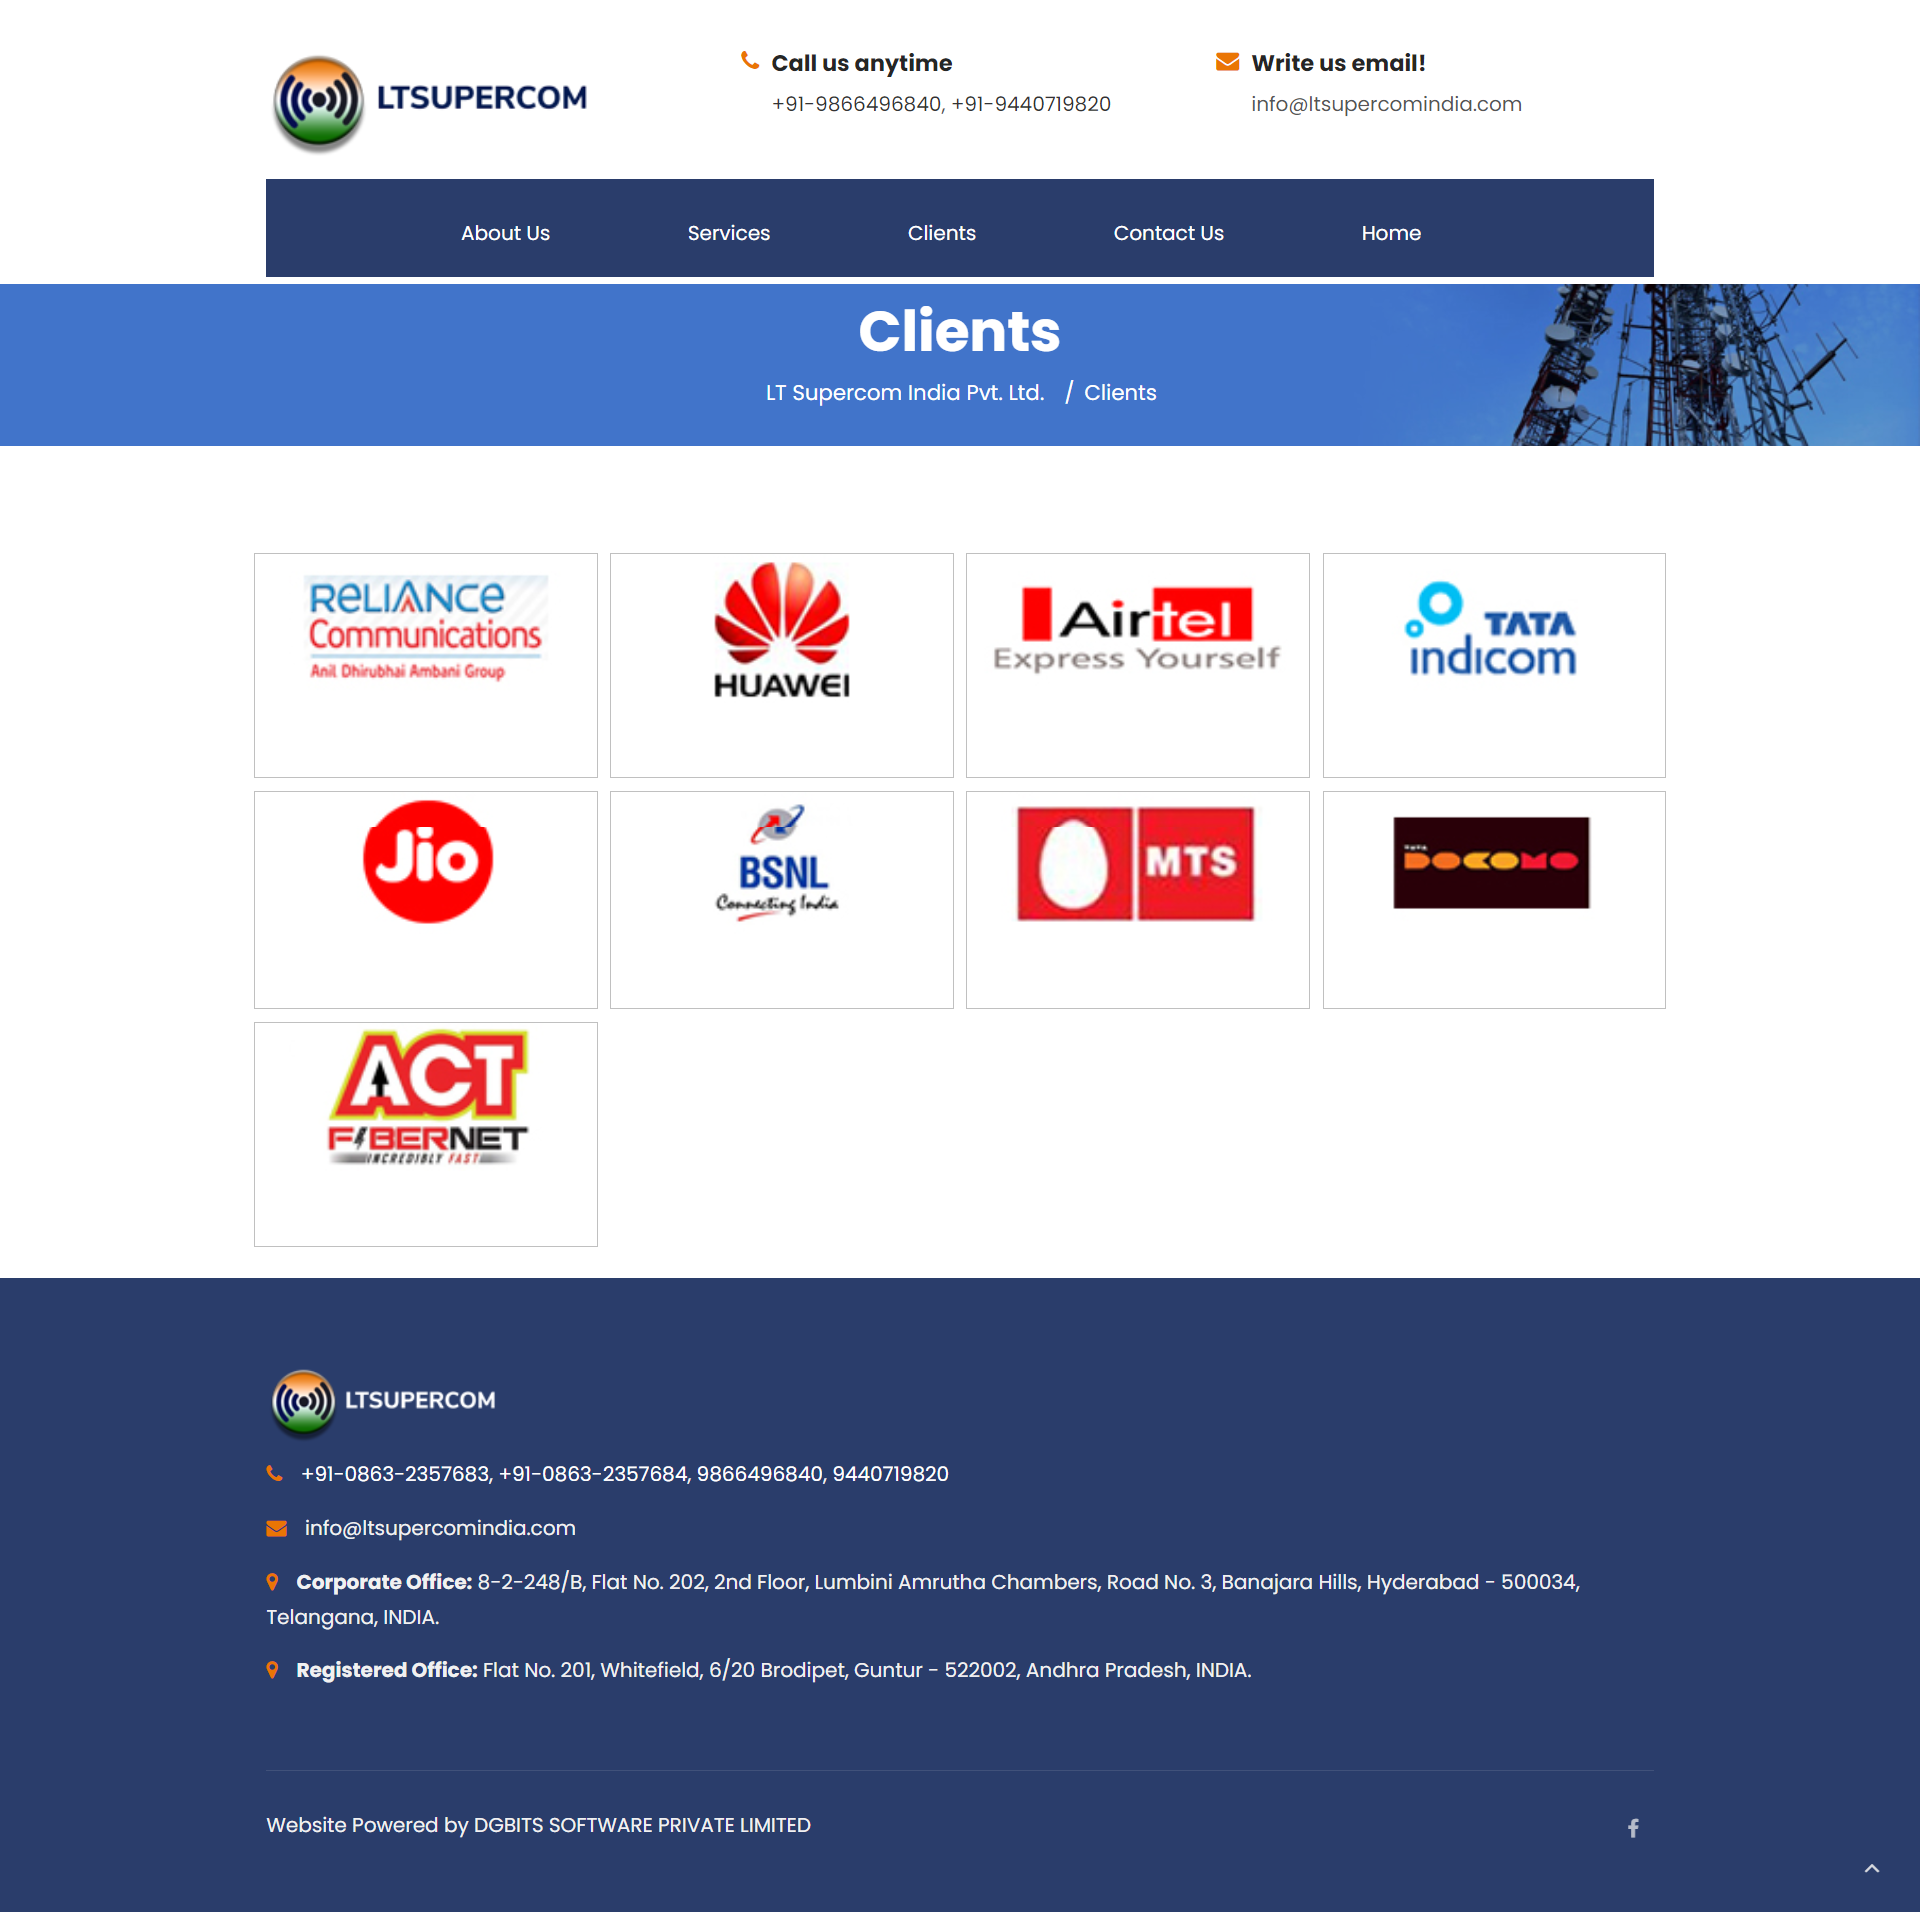 LTSUPERCOM
Call us anytime
+91-9866496840, +91-9440719820
Write us email!
info@ltsupercomindia.com
About Us
Services
Clients
Contact Us
Home
Clients
LT Supercom India Pvt. Ltd. / Clients
RELIANCE
Communications
Anil Dhirubhai Ambani Group
HUAWEI
Airtel
Express Yourself
TATA
indicom
Jio
BSNL
Connecting India
MTS
TATA
DOCOMO
ACT
FIBERNET
INCREDIBLY FAST
LTSUPERCOM
+91-0863-2357683, +91-0863-2357684, 9866496840, 9440719820
info@ltsupercomindia.com
Corporate Office: 8-2-248/B, Flat No. 202, 2nd Floor, Lumbini Amrutha Chambers, Road No. 3, Banajara Hills, Hyderabad - 500034,
Telangana, INDIA.
Registered Office: Flat No. 201, Whitefield, 6/20 Brodipet, Guntur - 522002, Andhra Pradesh, INDIA.
Website Powered by DGBITS SOFTWARE PRIVATE LIMITED